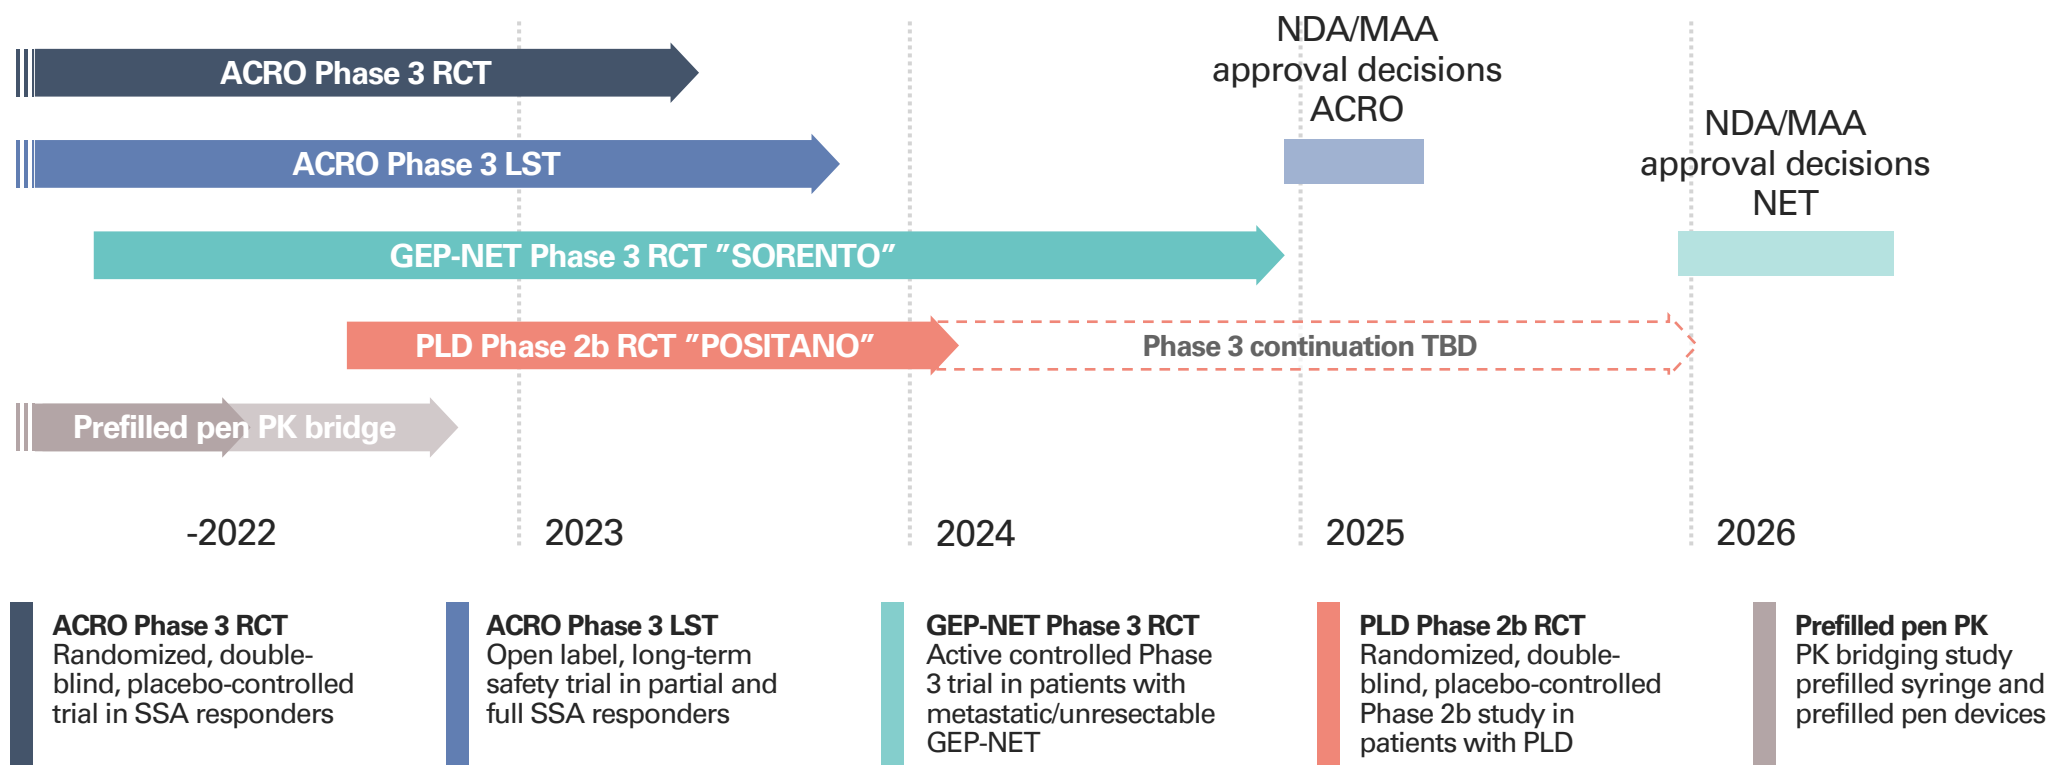 NDA/MAA
approval decisions
ACRO
ACRO Phase 3 RCT
NDA/MAA
approval decisions
NET
ACRO Phase 3 LST
GEP-NET Phase 3 RCT ”SORENTO”
PLD Phase 2b RCT ”POSITANO”
Phase 3 continuation TBD
Prefilled pen PK bridge
-2022
2023
2024
2025
2026
ACRO Phase 3 RCT
Randomized, double-
blind, placebo-controlled
trial in SSA responders
ACRO Phase 3 LST
Open label, long-term
safety trial in partial and
full SSA responders
GEP-NET Phase 3 RCT
Active controlled Phase
3 trial in patients with
metastatic/unresectable
GEP-NET
PLD Phase 2b RCT
Randomized, double-
blind, placebo-controlled
Phase 2b study in
patients with PLD
Prefilled pen PK
PK bridging study
prefilled syringe and
prefilled pen devices